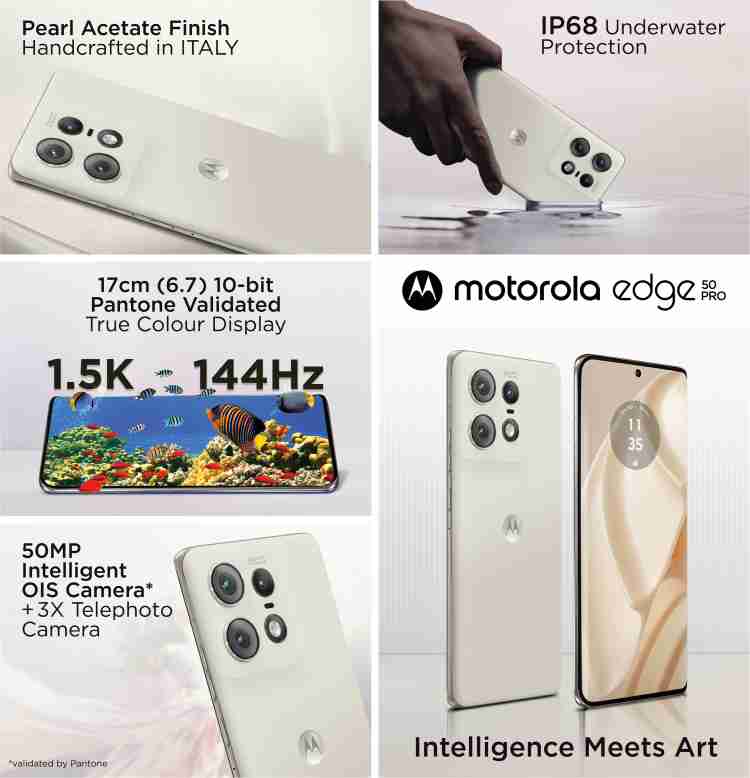 Pearl Acetate Finish
Handcrafted in ITALY
IP68 Underwater
Protection
17cm (6.7) 10-bit
Pantone Validated
True Colour Display
1.5K 144Hz
motorola edge 50 PRO
11
35
50MP
Intelligent
OIS Camera*
+3X Telephoto
Camera
*validated by Pantone
Intelligence Meets Art